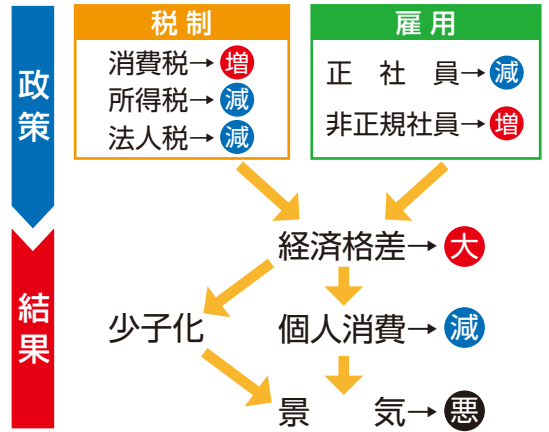 政策
税制
消費税→増
所得税→減
法人税→減
雇用
正社員→減
非正規社員→増
結果
経済格差→大
少子化
個人消費→減
景気→悪